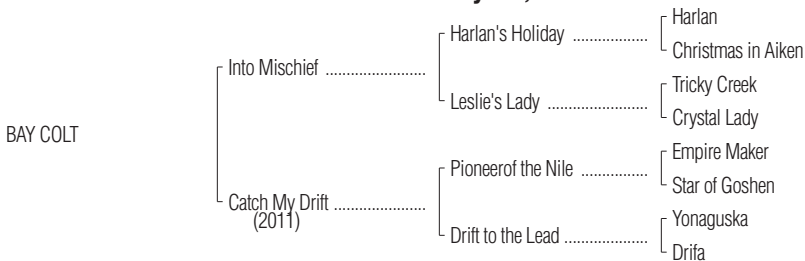 Harlan
Harlan's Holiday ..................
Christmas in Aiken
Into Mischief ........................
Tricky Creek
Leslie's Lady ........................
Crystal Lady
BAY COLT
Empire Maker
Pioneerof the Nile ................
Star of Goshen
Catch My Drift ......................
(2011)
Yonaguska
Drift to the Lead ....................
Drifa